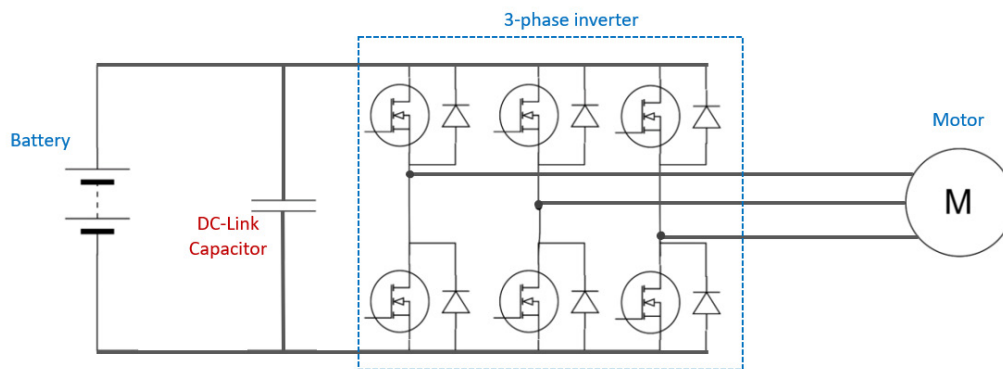 3-phase inverter
Battery
Motor
DC-Link
Capacitor
M